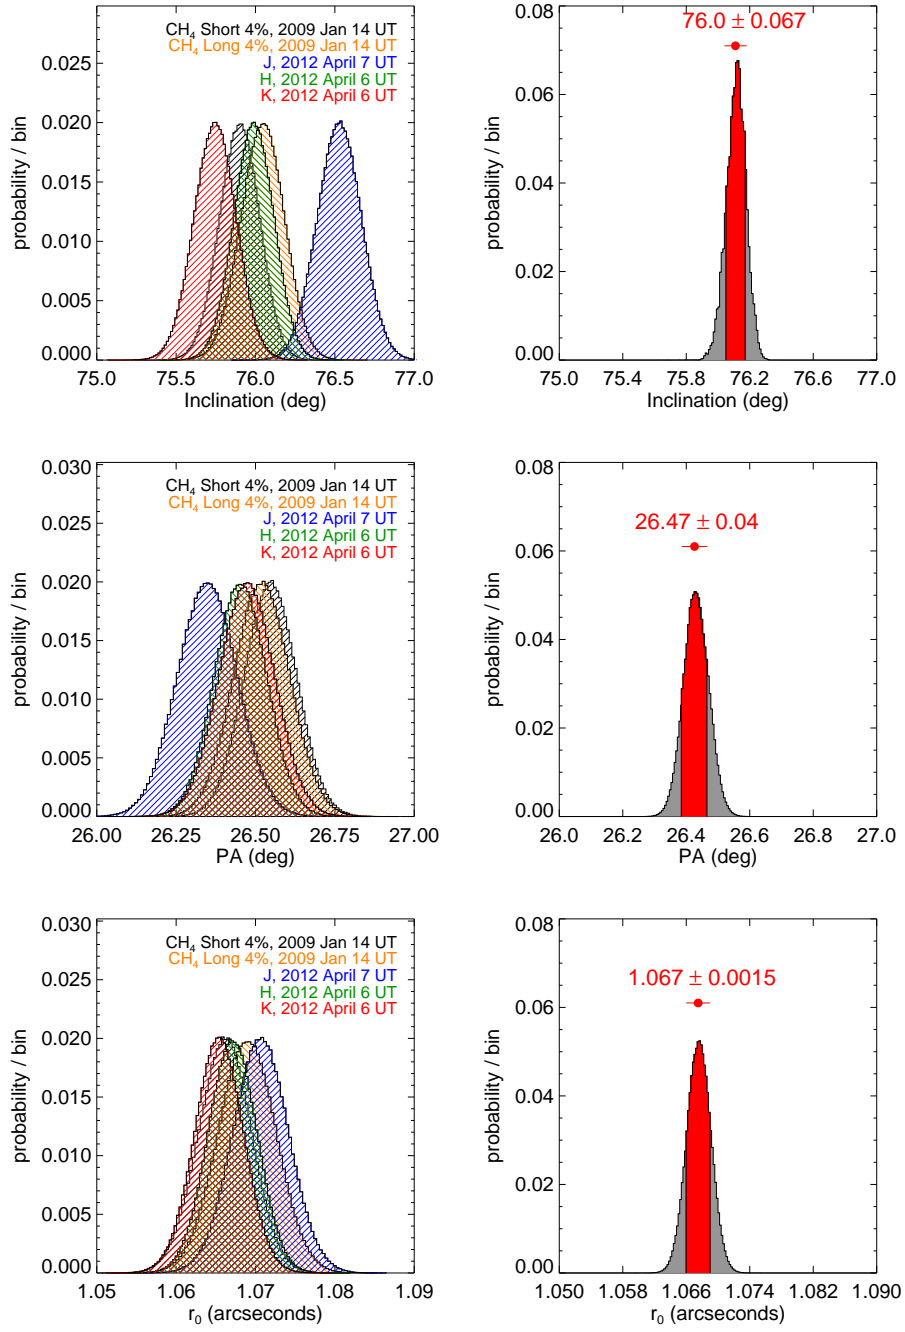 CH4 Short 4%, 2009 Jan 14 UT
CH4 Long 4%, 2009 Jan 14 UT
J, 2012 April 7 UT
H, 2012 April 6 UT
K, 2012 April 6 UT
probability / bin
0.025
0.020
0.015
0.010
0.005
0.000
75.0 75.5 76.0 76.5 77.0
Inclination (deg)
76.0 ± 0.067
probability / bin
0.08
0.06
0.04
0.02
0.00
75.0 75.4 75.8 76.2 76.6 77.0
Inclination (deg)
CH4 Short 4%, 2009 Jan 14 UT
CH4 Long 4%, 2009 Jan 14 UT
J, 2012 April 7 UT
H, 2012 April 6 UT
K, 2012 April 6 UT
probability / bin
0.030
0.025
0.020
0.015
0.010
0.005
0.000
26.00 26.25 26.50 26.75 27.00
PA (deg)
26.47 ± 0.04
probability / bin
0.08
0.06
0.04
0.02
0.00
26.0 26.2 26.4 26.6 26.8 27.0
PA (deg)
CH4 Short 4%, 2009 Jan 14 UT
CH4 Long 4%, 2009 Jan 14 UT
J, 2012 April 7 UT
H, 2012 April 6 UT
K, 2012 April 6 UT
probability / bin
0.030
0.025
0.020
0.015
0.010
0.005
0.000
1.05 1.06 1.07 1.08 1.09
r0 (arcseconds)
1.067 ± 0.0015
probability / bin
0.08
0.06
0.04
0.02
0.00
1.050 1.058 1.066 1.074 1.082 1.090
r0 (arcseconds)